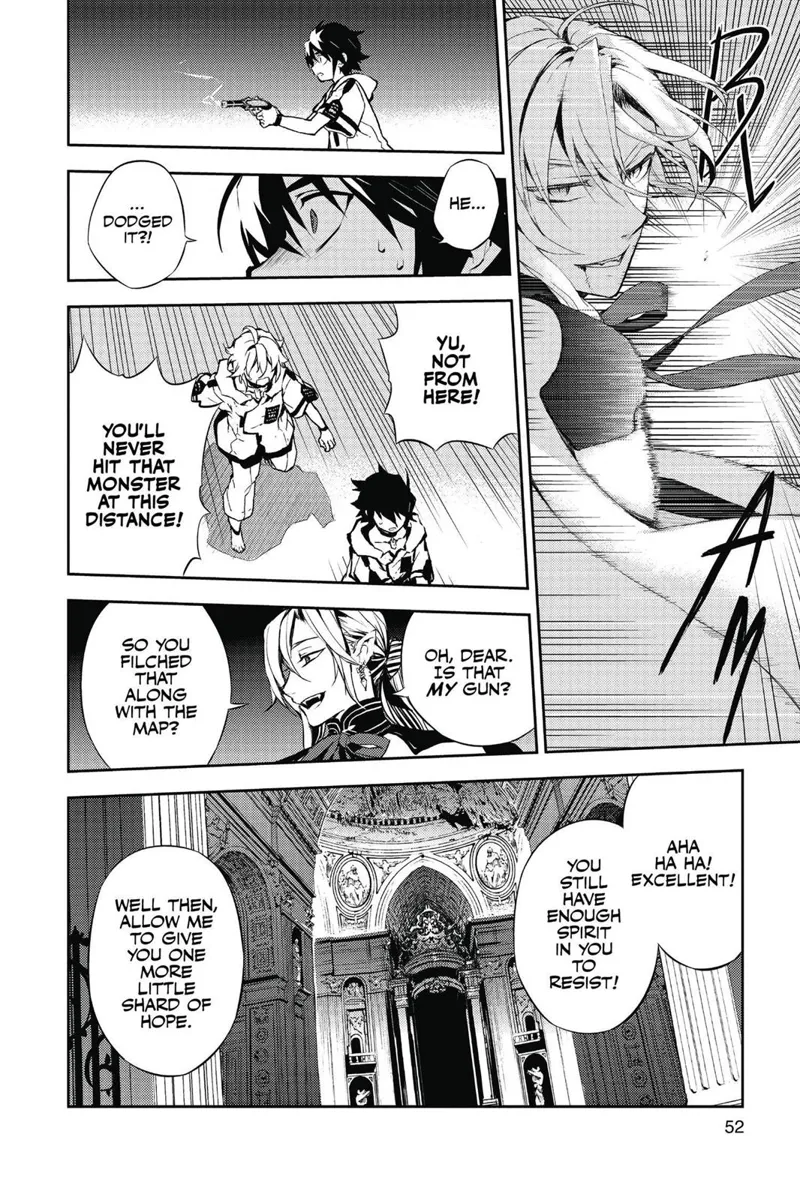 BLAM
HE...
...
DODGED
IT?!
YU,
NOT
FROM
HERE!
YOU'LL
NEVER
HIT THAT
MONSTER
AT THIS
DISTANCE!
OH, DEAR.
IS THAT
MY GUN?
SO YOU
FILCHED
THAT
ALONG
WITH THE
MAP?
AHA
HA HA!
EXCELLENT!
YOU
STILL
HAVE
ENOUGH
SPIRIT
IN YOU
TO
RESIST!
WELL THEN,
ALLOW ME
TO GIVE
YOU ONE
MORE
LITTLE
SHARD OF
HOPE.
52